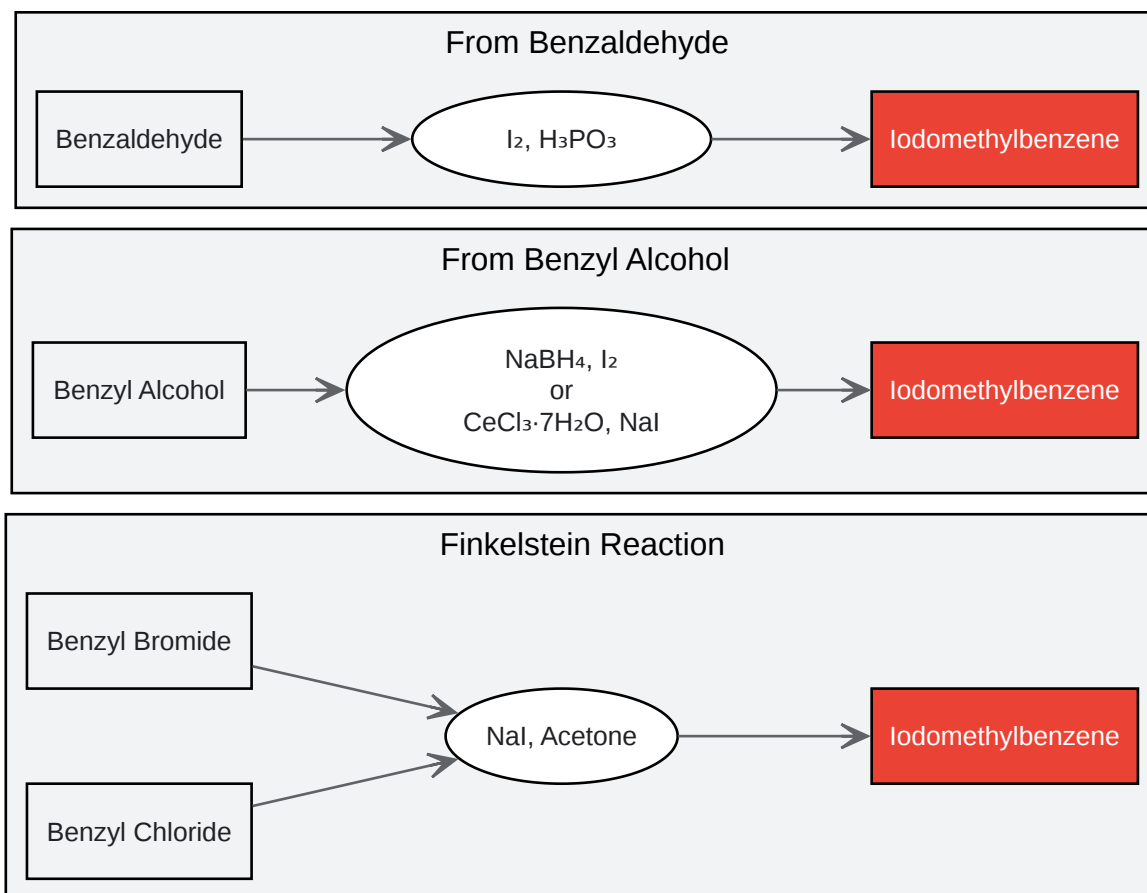 From Benzaldehyde
Benzaldehyde
I₂, H₃PO₃
Iodomethylbenzene
From Benzyl Alcohol
Benzyl Alcohol
NaBH₄, I₂
or
CeCl₃·7H₂O, NaI
Iodomethylbenzene
Finkelstein Reaction
Benzyl Bromide
Benzyl Chloride
NaI, Acetone
Iodomethylbenzene